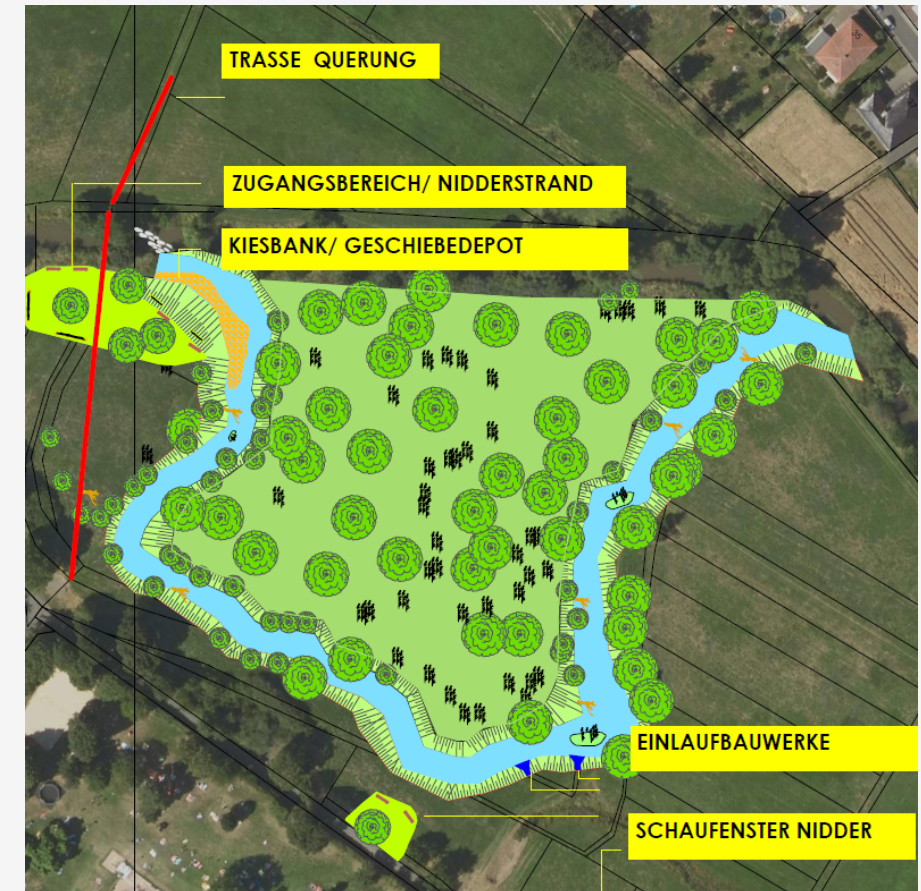 TRASSE QUERUNG
ZUGANGSBEREICH/ NIDDERSTRAND
KIESBANK/ GESCHIEBEDEPOT
EINLAUFBAUWERKE
SCHAUFENSTER NIDDER